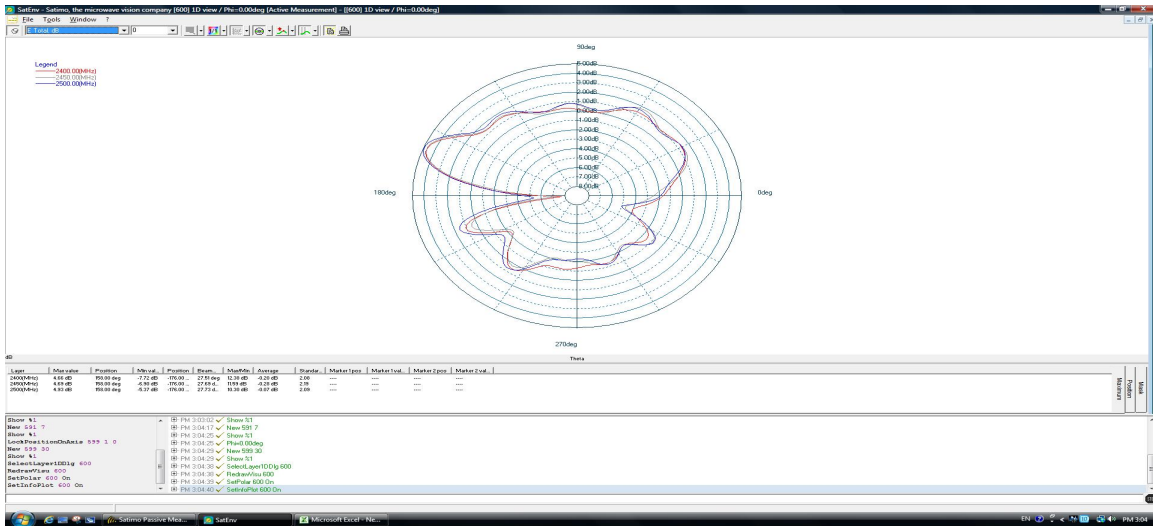 SatEnv - Satimo, the microwave vision company [600] 1D view / Phi=0.00deg [Active Measurement] - [[600] 1D view / Phi=0.00deg]
File Tools Window ?
E Total, dB 0
90deg
Legend
2400.00(MHz)
2450.00(MHz)
2500.00(MHz)
5.00dB
4.00dB
3.00dB
2.00dB
1.00dB
0.00dB
-1.00dB
-2.00dB
-3.00dB
-4.00dB
-5.00dB
-6.00dB
-7.00dB
-8.00dB
180deg
0deg
270deg
dB
Theta
Layer Max value Position Min val... Position Beam... Max/Min Average Standar... Marker 1 pos Marker 1 val... Marker 2 pos Marker 2 val...
2400(MHz) 4.66 dB 158.00 deg -7.72 dB -176.00 ... 27.51 deg 12.38 dB -0.20 dB 2.08 ---- ---- ---- ----
2450(MHz) 4.69 dB 158.00 deg -6.90 dB -176.00 ... 27.69 d... 11.59 dB -0.28 dB 2.19 ---- ---- ---- ----
2500(MHz) 4.93 dB 158.00 deg -5.37 dB -176.00 ... 27.73 d... 10.30 dB -0.07 dB 2.09 ---- ---- ---- ----
Maximum
Position
Mask
Show %1
New 591 7
Show %1
LockPositionOnAxis 599 1 0
New 599 30
Show %1
SelectLayer1DDlg 600
RedrawVisu 600
SetPolar 600 On
SetInfoPlot 600 On
PM 3:03:02 Show %1
PM 3:04:17 New 591 7
PM 3:04:25 Show %1
PM 3:04:25 Phi=0.00deg
PM 3:04:29 New 599 30
PM 3:04:29 Show %1
PM 3:04:38 SelectLayer1DDlg 600
PM 3:04:38 RedrawVisu 600
PM 3:04:39 SetPolar 600 On
PM 3:04:40 SetInfoPlot 600 On
Satimo Passive Mea... SatEnv Microsoft Excel - Ne... EN PM 3:04